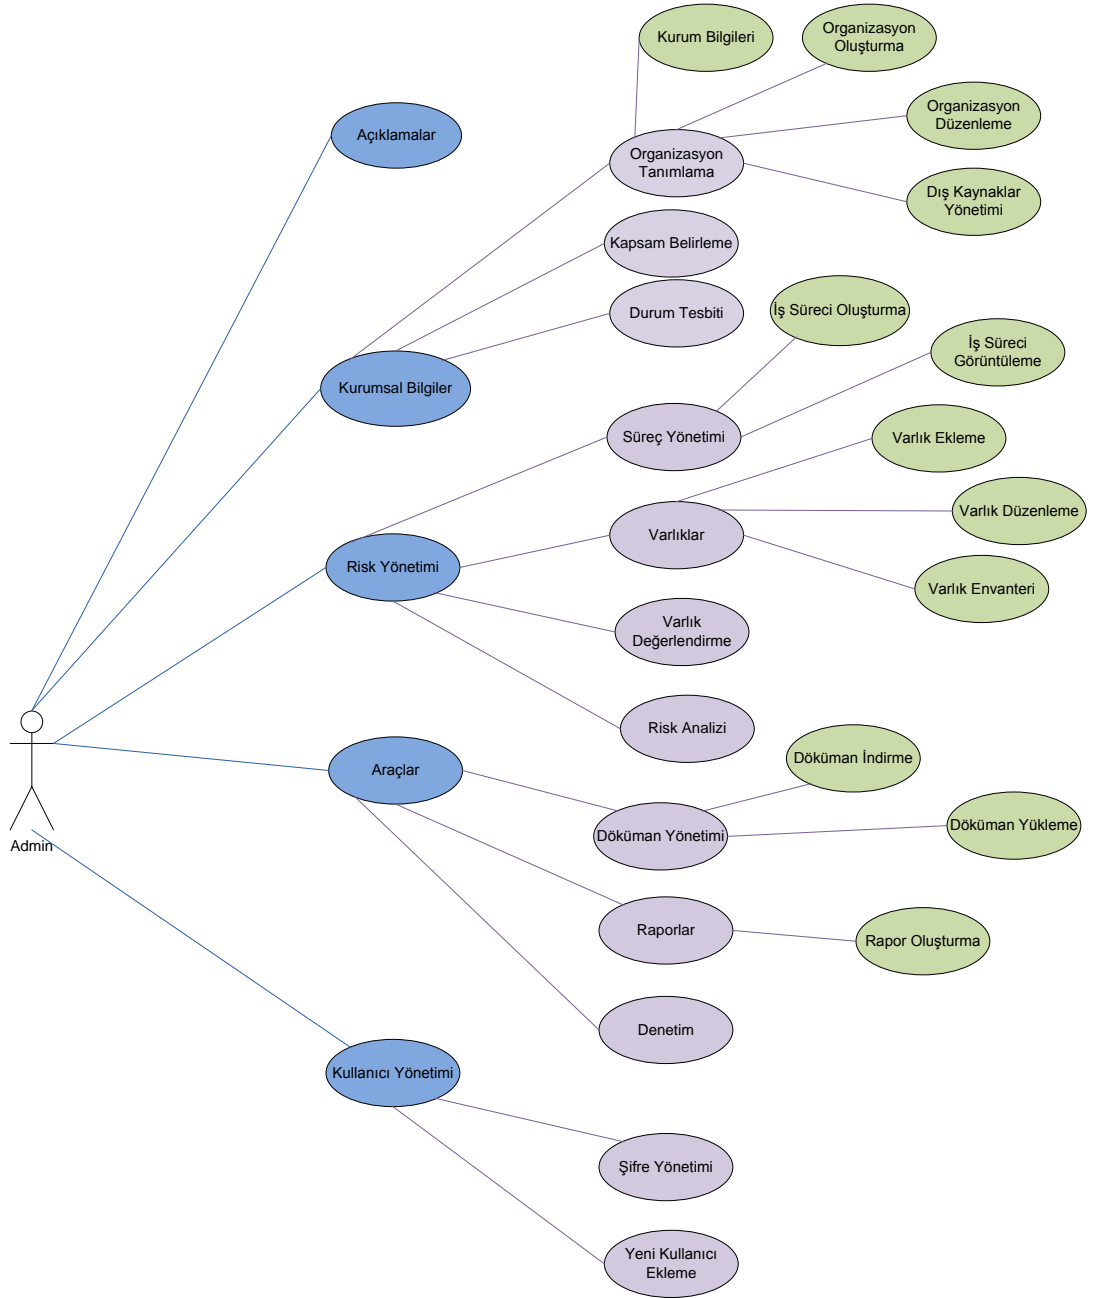 Kurum Bilgileri
Organizasyon
Oluşturma
Organizasyon
Düzenleme
Açıklamalar
Organizasyon
Tanımlama
Dış Kaynaklar
Yönetimi
Kapsam Belirleme
Durum Tesbiti
İş Süreci Oluşturma
İş Süreci
Görüntüleme
Kurumsal Bilgiler
Süreç Yönetimi
Varlık Ekleme
Varlık Düzenleme
Varlıklar
Risk Yönetimi
Varlık Envanteri
Varlık
Değerlendirme
Risk Analizi
Döküman İndirme
Araçlar
Döküman Yönetimi
Döküman Yükleme
Admin
Raporlar
Rapor Oluşturma
Denetim
Kullanıcı Yönetimi
Şifre Yönetimi
Yeni Kullanıcı
Ekleme